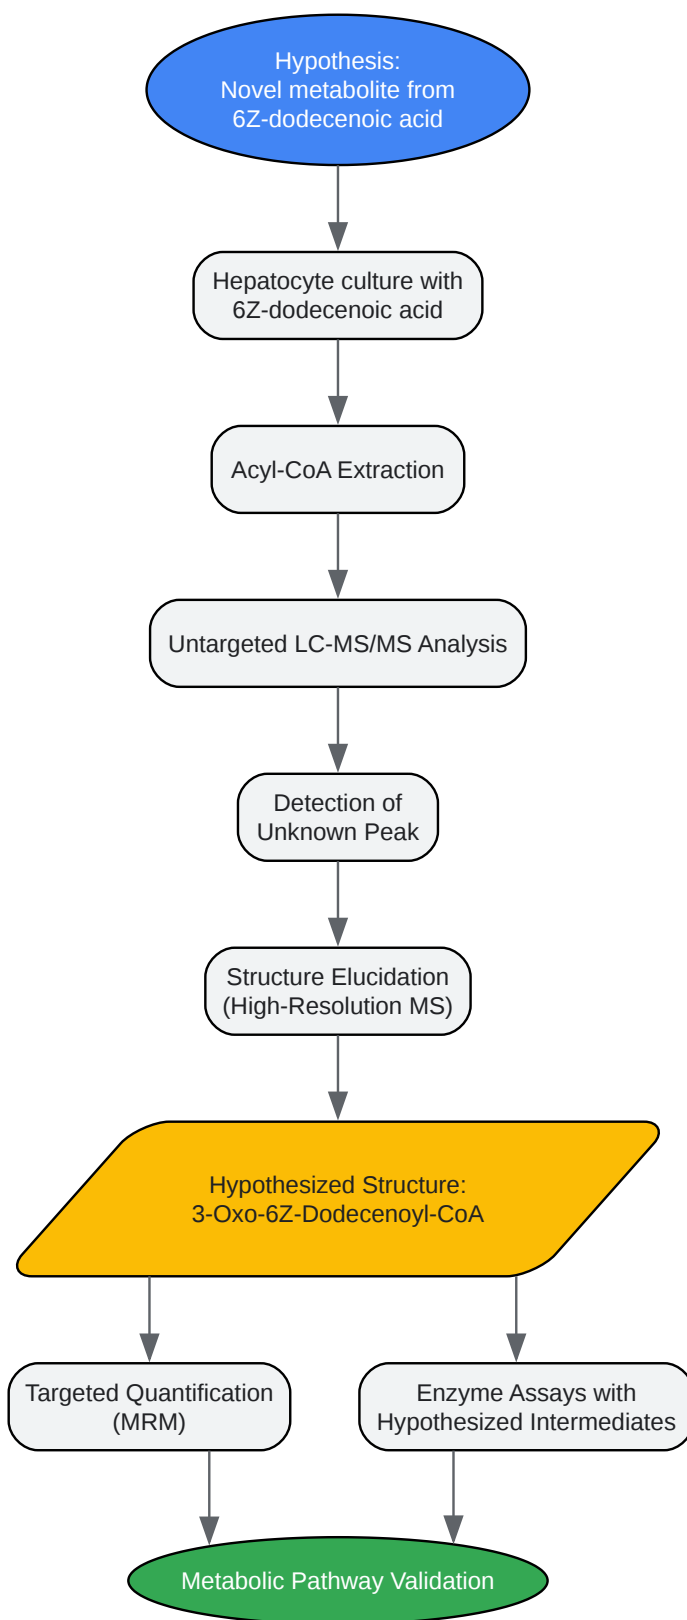 Hypothesis:
Novel metabolite from
6Z-dodecenoic acid
Hepatocyte culture with
6Z-dodecenoic acid
Acyl-CoA Extraction
Untargeted LC-MS/MS Analysis
Detection of
Unknown Peak
Structure Elucidation
(High-Resolution MS)
Hypothesized Structure:
3-Oxo-6Z-Dodecenoyl-CoA
Targeted Quantification
(MRM)
Enzyme Assays with
Hypothesized Intermediates
Metabolic Pathway Validation